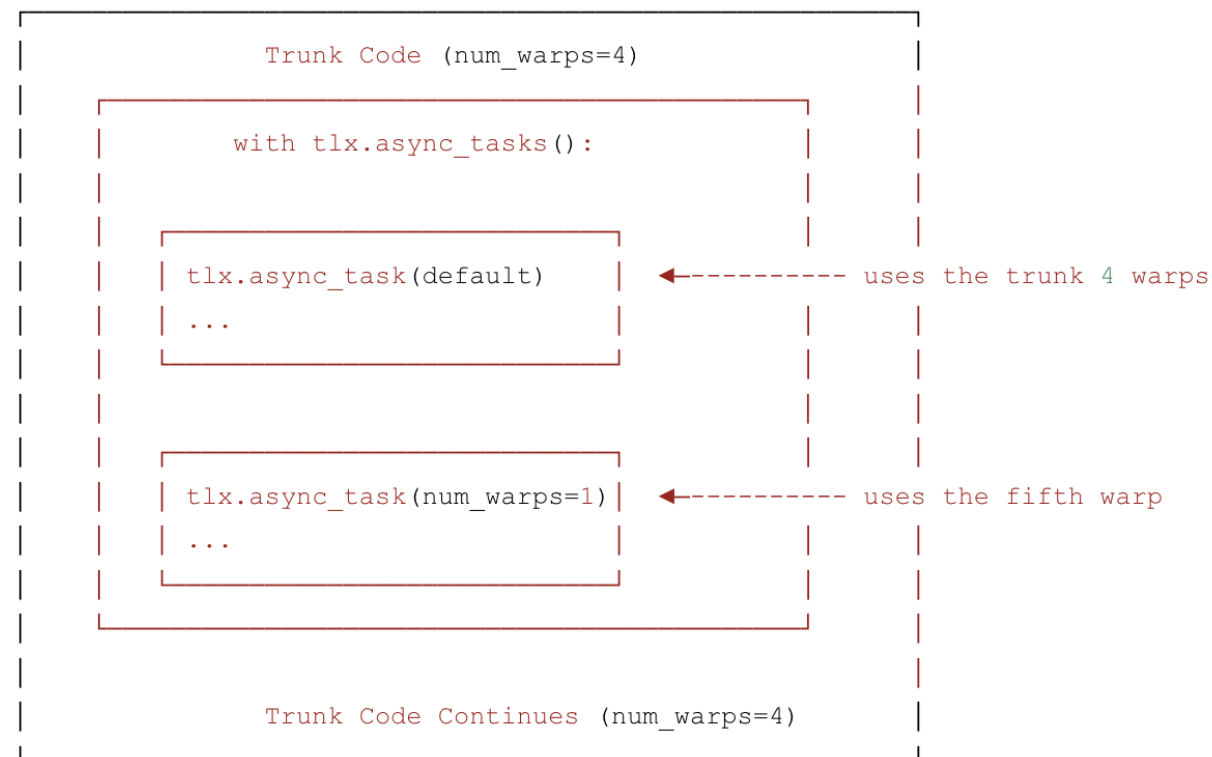 Trunk Code (num_warps=4)
with tlx.async_tasks():
tlx.async_task(default)
uses the trunk 4 warps
...
tlx.async_task(num_warps=1)
uses the fifth warp
...
Trunk Code Continues (num_warps=4)